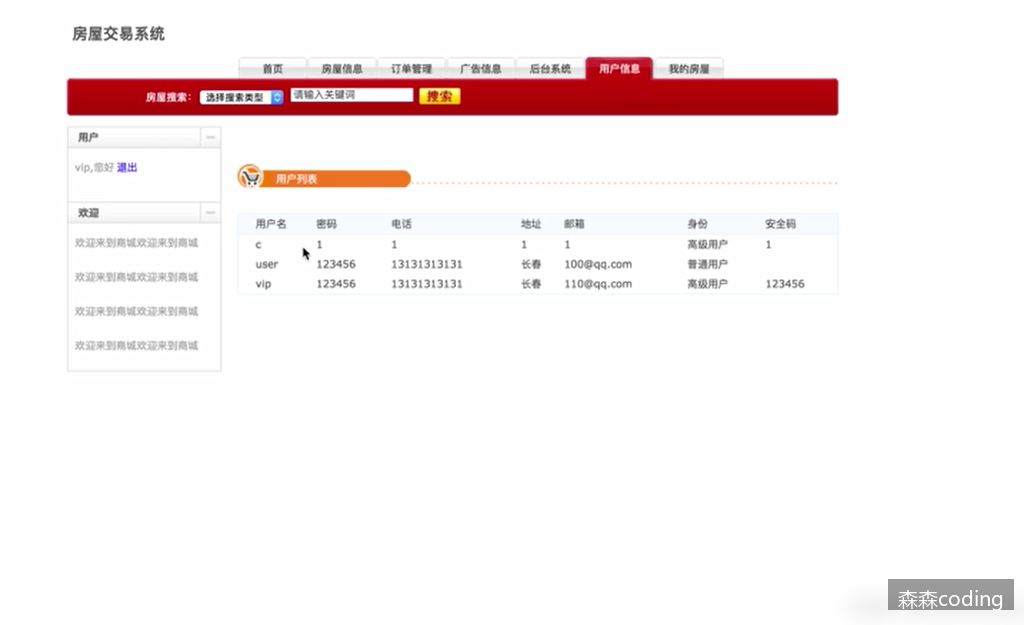 房屋交易系统
首页 房屋信息 订单管理 广告信息 后台系统 用户信息 我的房屋
房屋搜索: 选择搜索类型 请输入关键词 搜索
用户
vip,您好 退出
用户列表
欢迎
欢迎来到商城欢迎来到商城
欢迎来到商城欢迎来到商城
欢迎来到商城欢迎来到商城
欢迎来到商城欢迎来到商城
用户名 密码 电话 地址 邮箱 身份 安全码
c 1 1 1 1 高级用户 1
user 123456 13131313131 长春 100@qq.com 普通用户
vip 123456 13131313131 长春 110@qq.com 高级用户 123456
森森coding